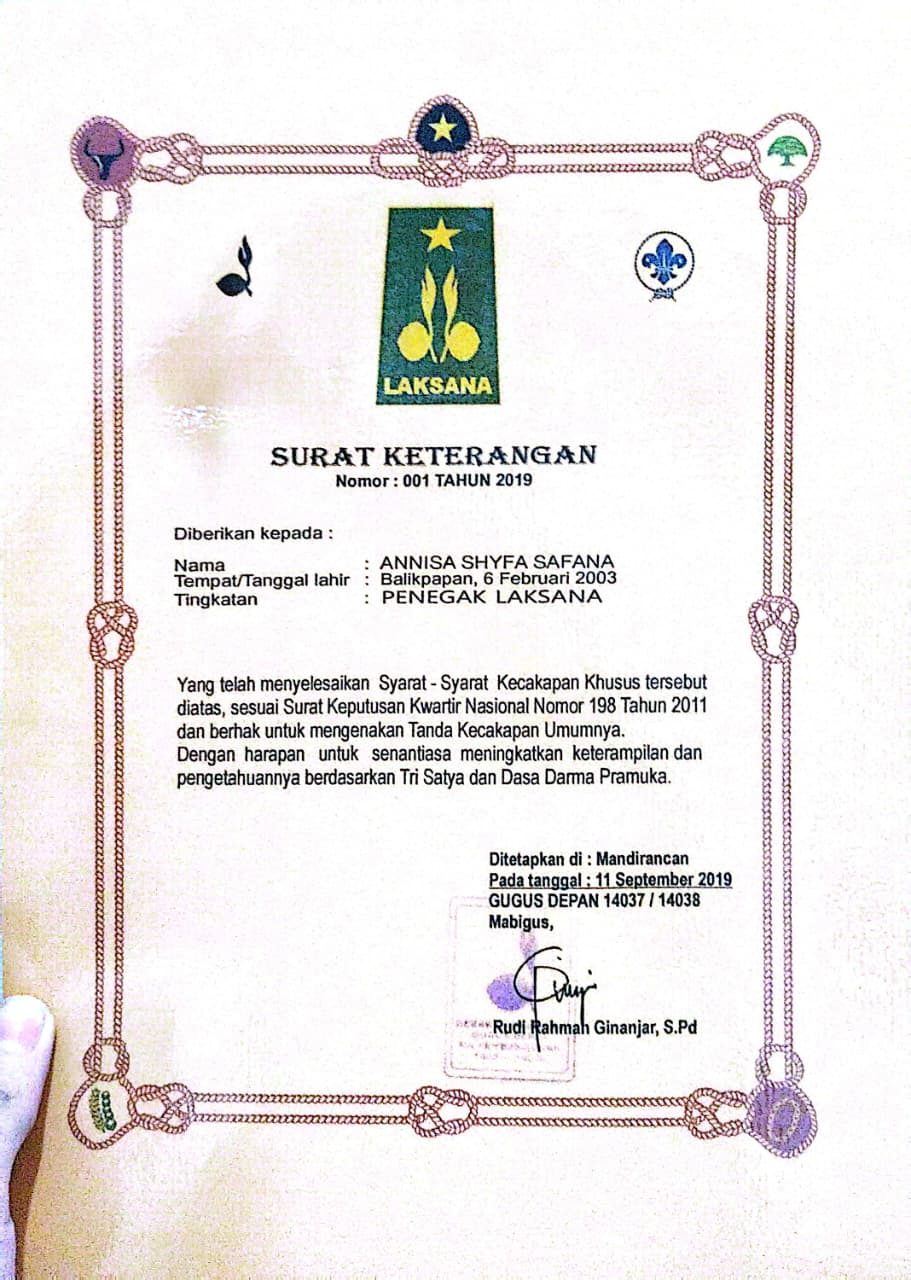 LAKSANA
SURAT KETERANGAN
Nomor : 001 TAHUN 2019
Diberikan kepada :
Nama : ANNISA SHYFA SAFANA
Tempat/Tanggal lahir : Balikpapan, 6 Februari 2003
Tingkatan : PENEGAK LAKSANA
Yang telah menyelesaikan Syarat - Syarat Kecakapan Khusus tersebut
diatas, sesuai Surat Keputusan Kwartir Nasional Nomor 198 Tahun 2011
dan berhak untuk mengenakan Tanda Kecakapan Umumnya.
Dengan harapan untuk senantiasa meningkatkan keterampilan dan
pengetahuannya berdasarkan Tri Satya dan Dasa Darma Pramuka.
Ditetapkan di : Mandirancan
Pada tanggal : 11 September 2019
GUGUS DEPAN 14037 / 14038
Mabigus,
Rudi Rahmah Ginanjar, S.Pd